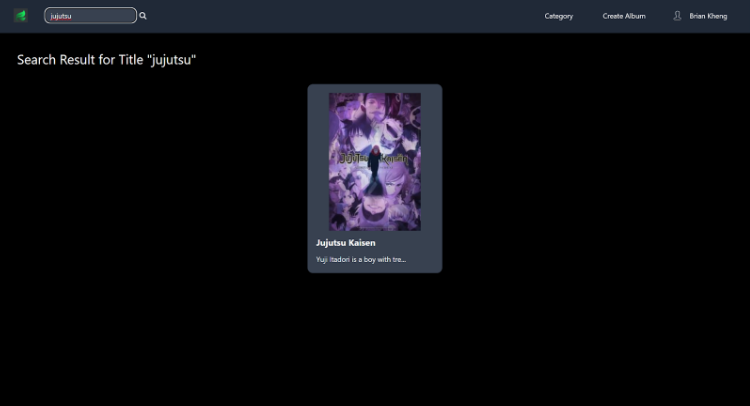 jujutsu
Category
Create Album
Brian Kheng
Search Result for Title "jujutsu"
Jujutsu Kaisen
Yuji Itadori is a boy with tre...